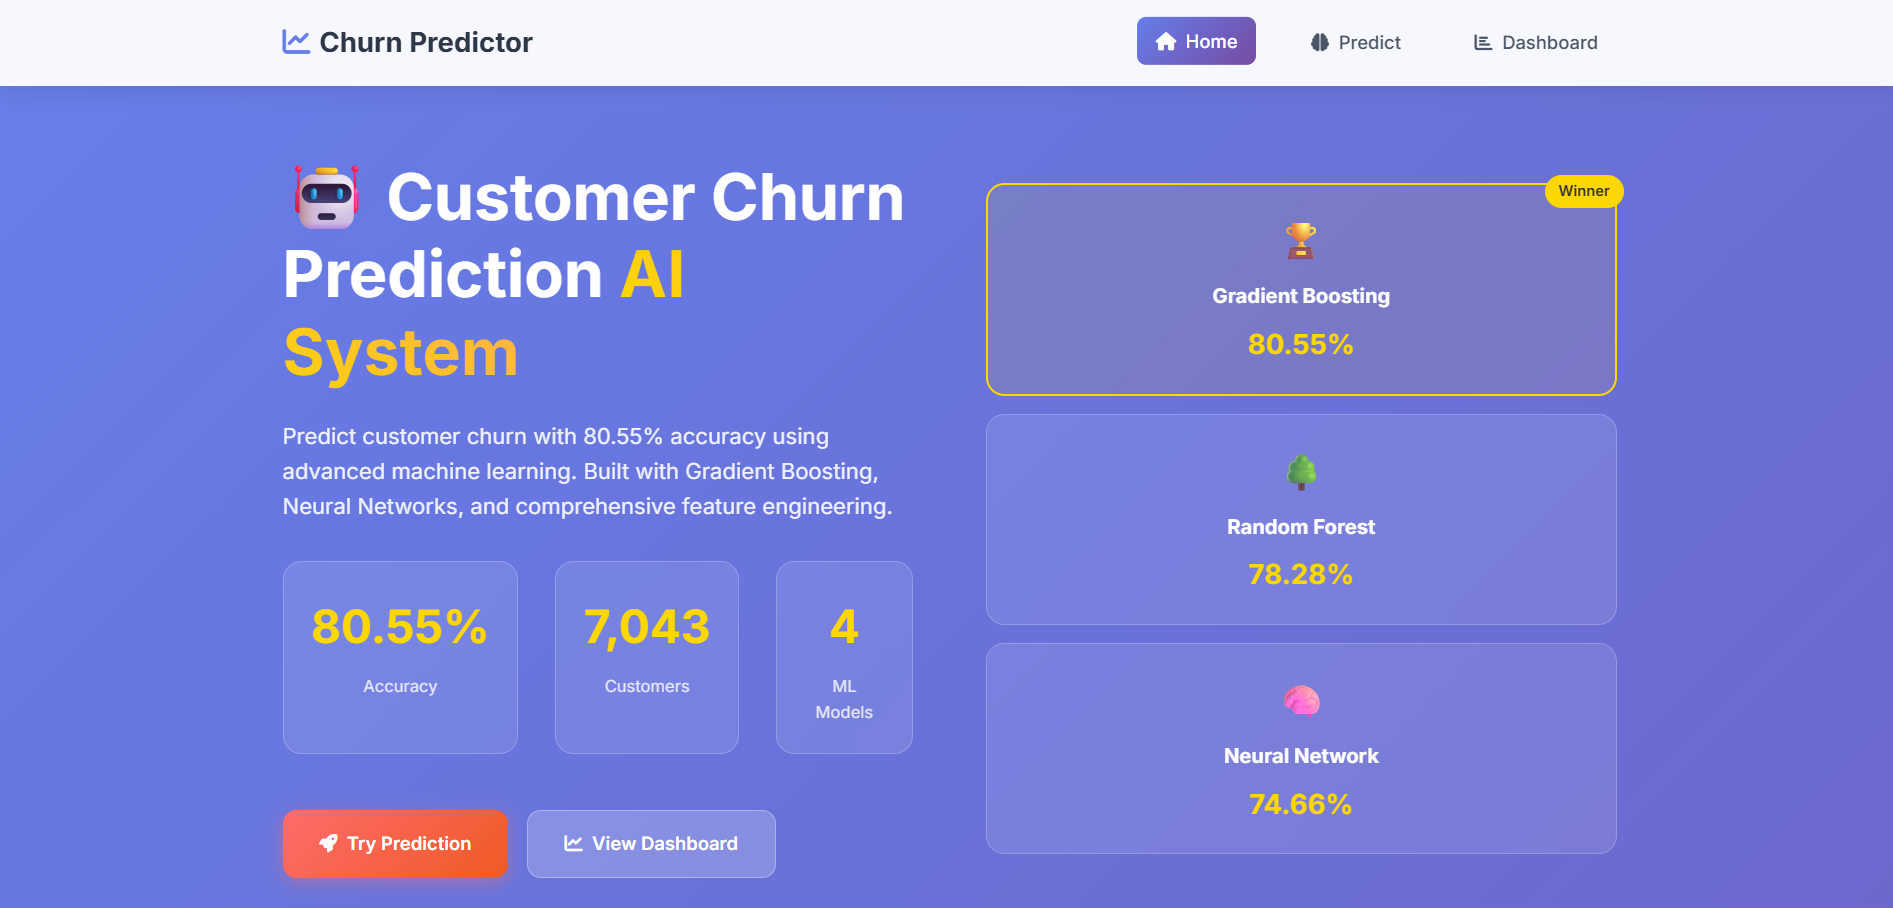 Churn Predictor
Home
Predict
Dashboard
Customer Churn
Prediction AI
System
Predict customer churn with 80.55% accuracy using
advanced machine learning. Built with Gradient Boosting,
Neural Networks, and comprehensive feature engineering.
80.55%
Accuracy
7,043
Customers
4
ML
Models
Try Prediction
View Dashboard
Winner
Gradient Boosting
80.55%
Random Forest
78.28%
Neural Network
74.66%